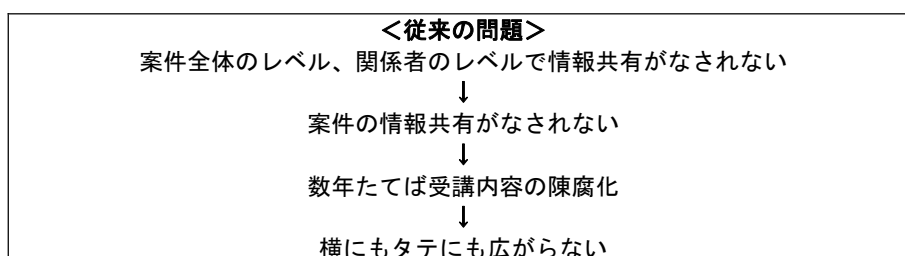 ＜従来の問題＞
案件全体のレベル、関係者のレベルで情報共有がなされない
↓
案件の情報共有がなされない
↓
数年たてば受講内容の陳腐化
↓
横にもタテにも広がらない